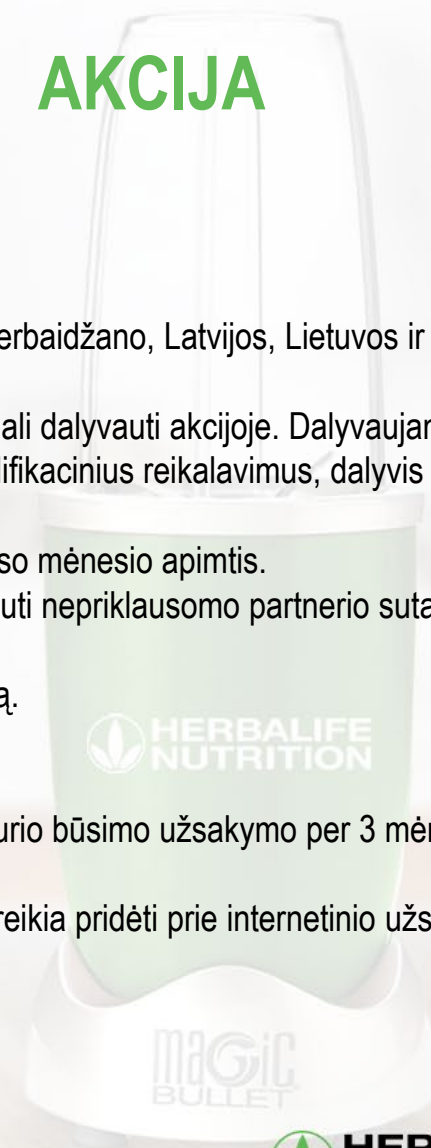 AKCIJA
erbaidžano, Latvijos, Lietuvos ir
ali dalyvauti akcijoje. Dalyvaujan
lifikacinius reikalavimus, dalyvis
so mėnesio apimtis.
uti nepriklausomo partnerio suta
ą.
HERBALIFE
NUTRITION
urio būsimo užsakymo per 3 mėn
reikia pridėti prie internetinio užs
MAGIC
BULLET
HER